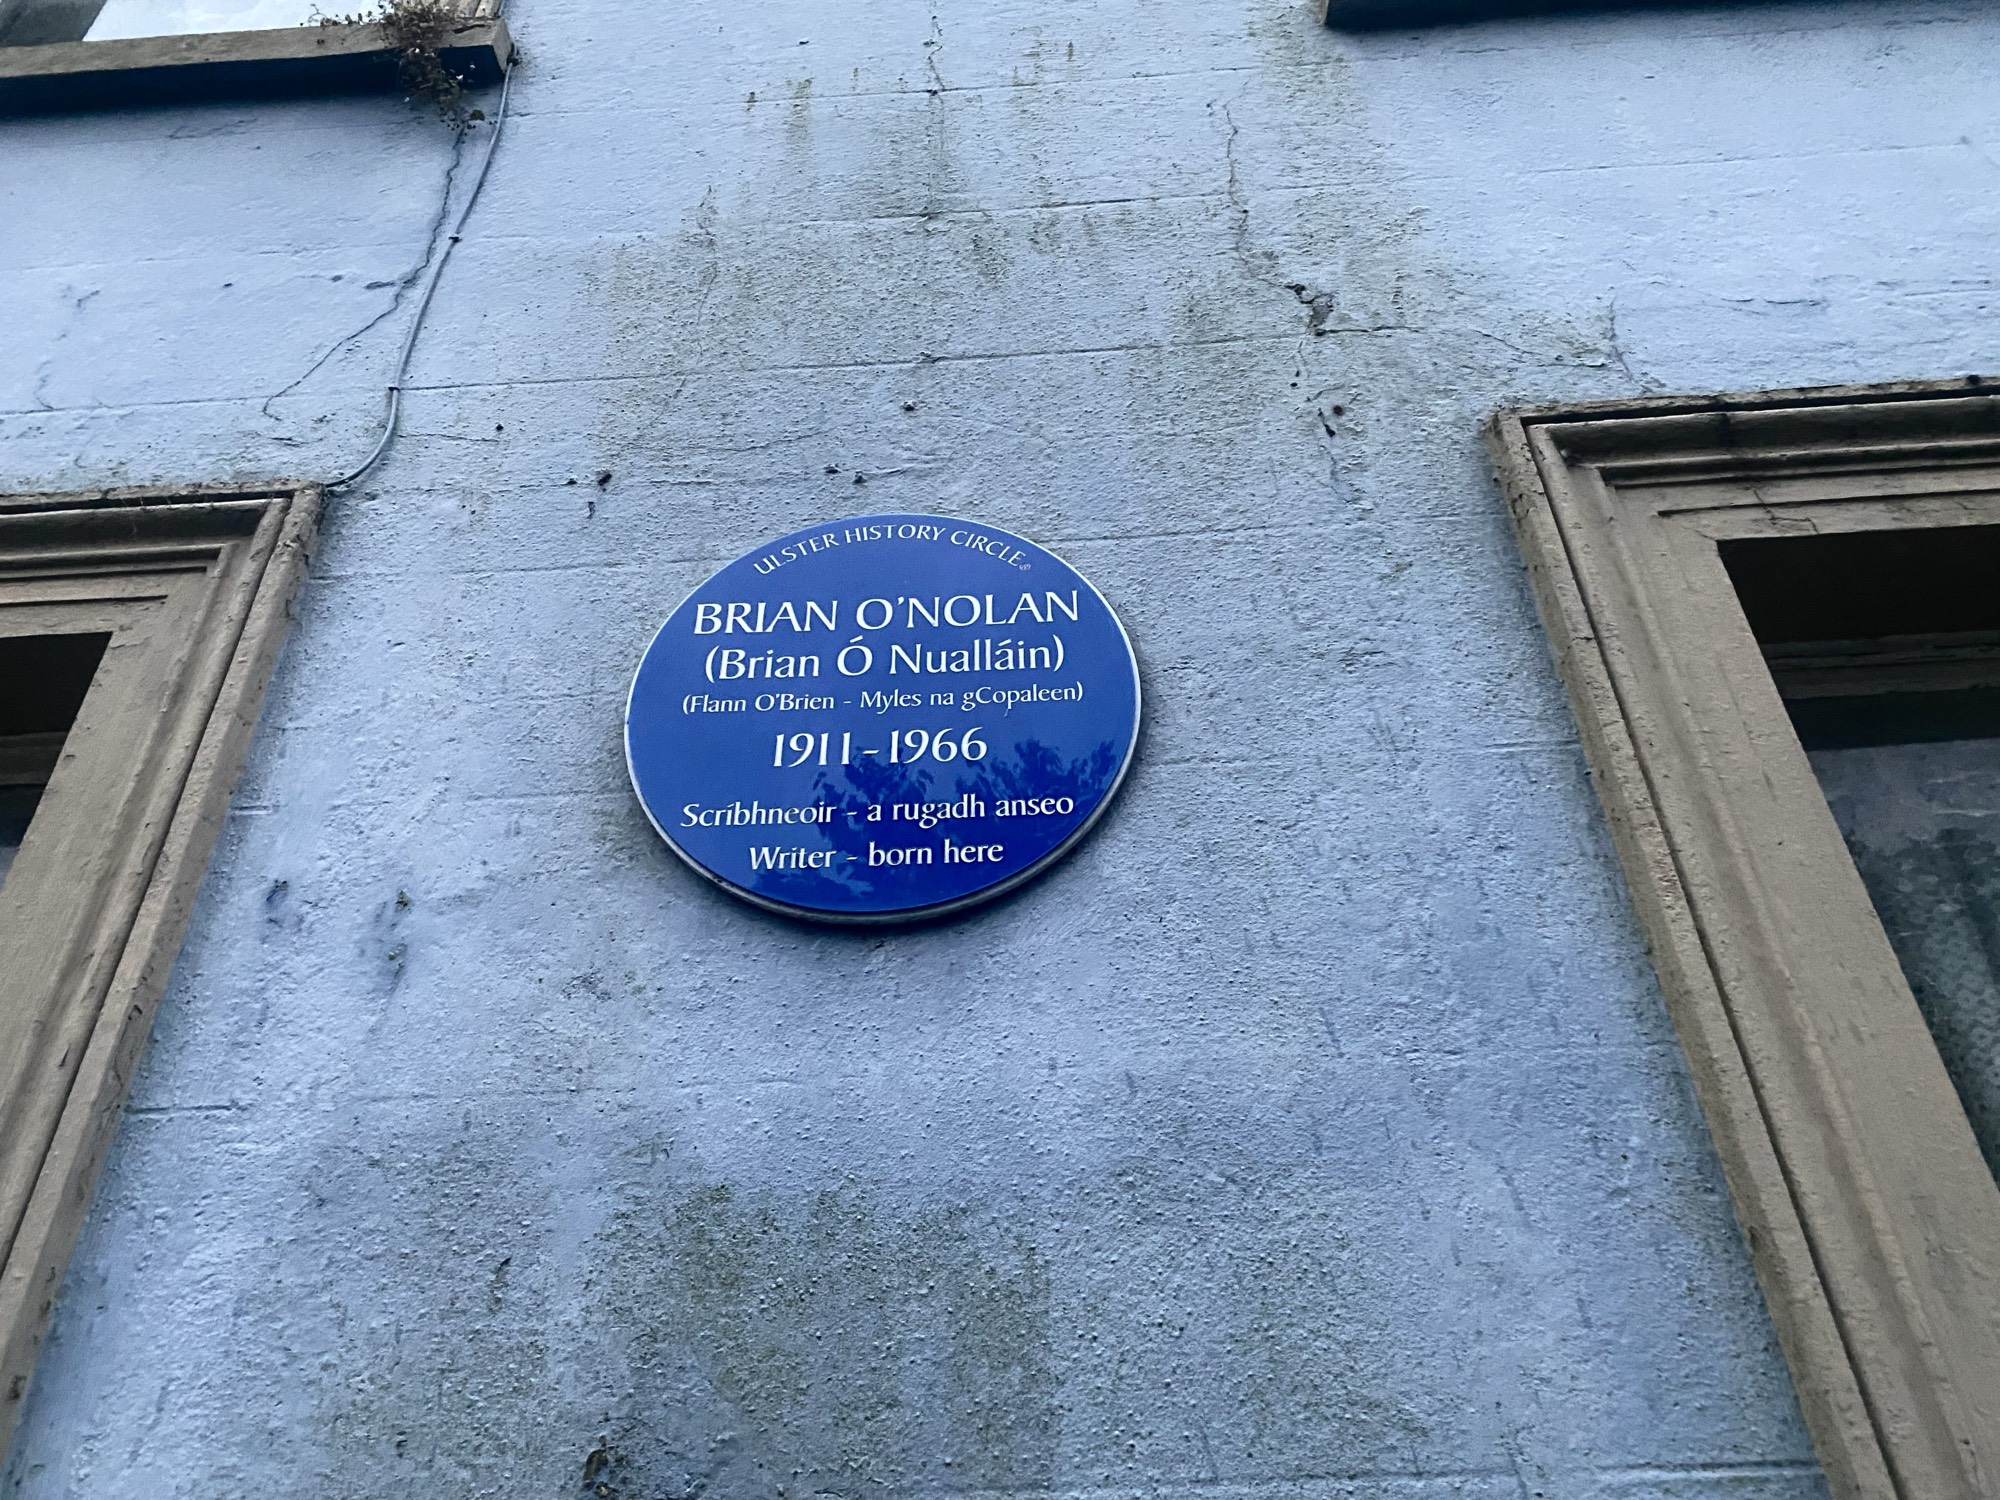 ULSTER HISTORY CIRCLE
BRIAN O'NOLAN
(Brian Ó Nualláin)
(Flann O'Brien - Myles na gCopaleen)
1911-1966
Scríbhneoir - a rugadh anseo
Writer - born here